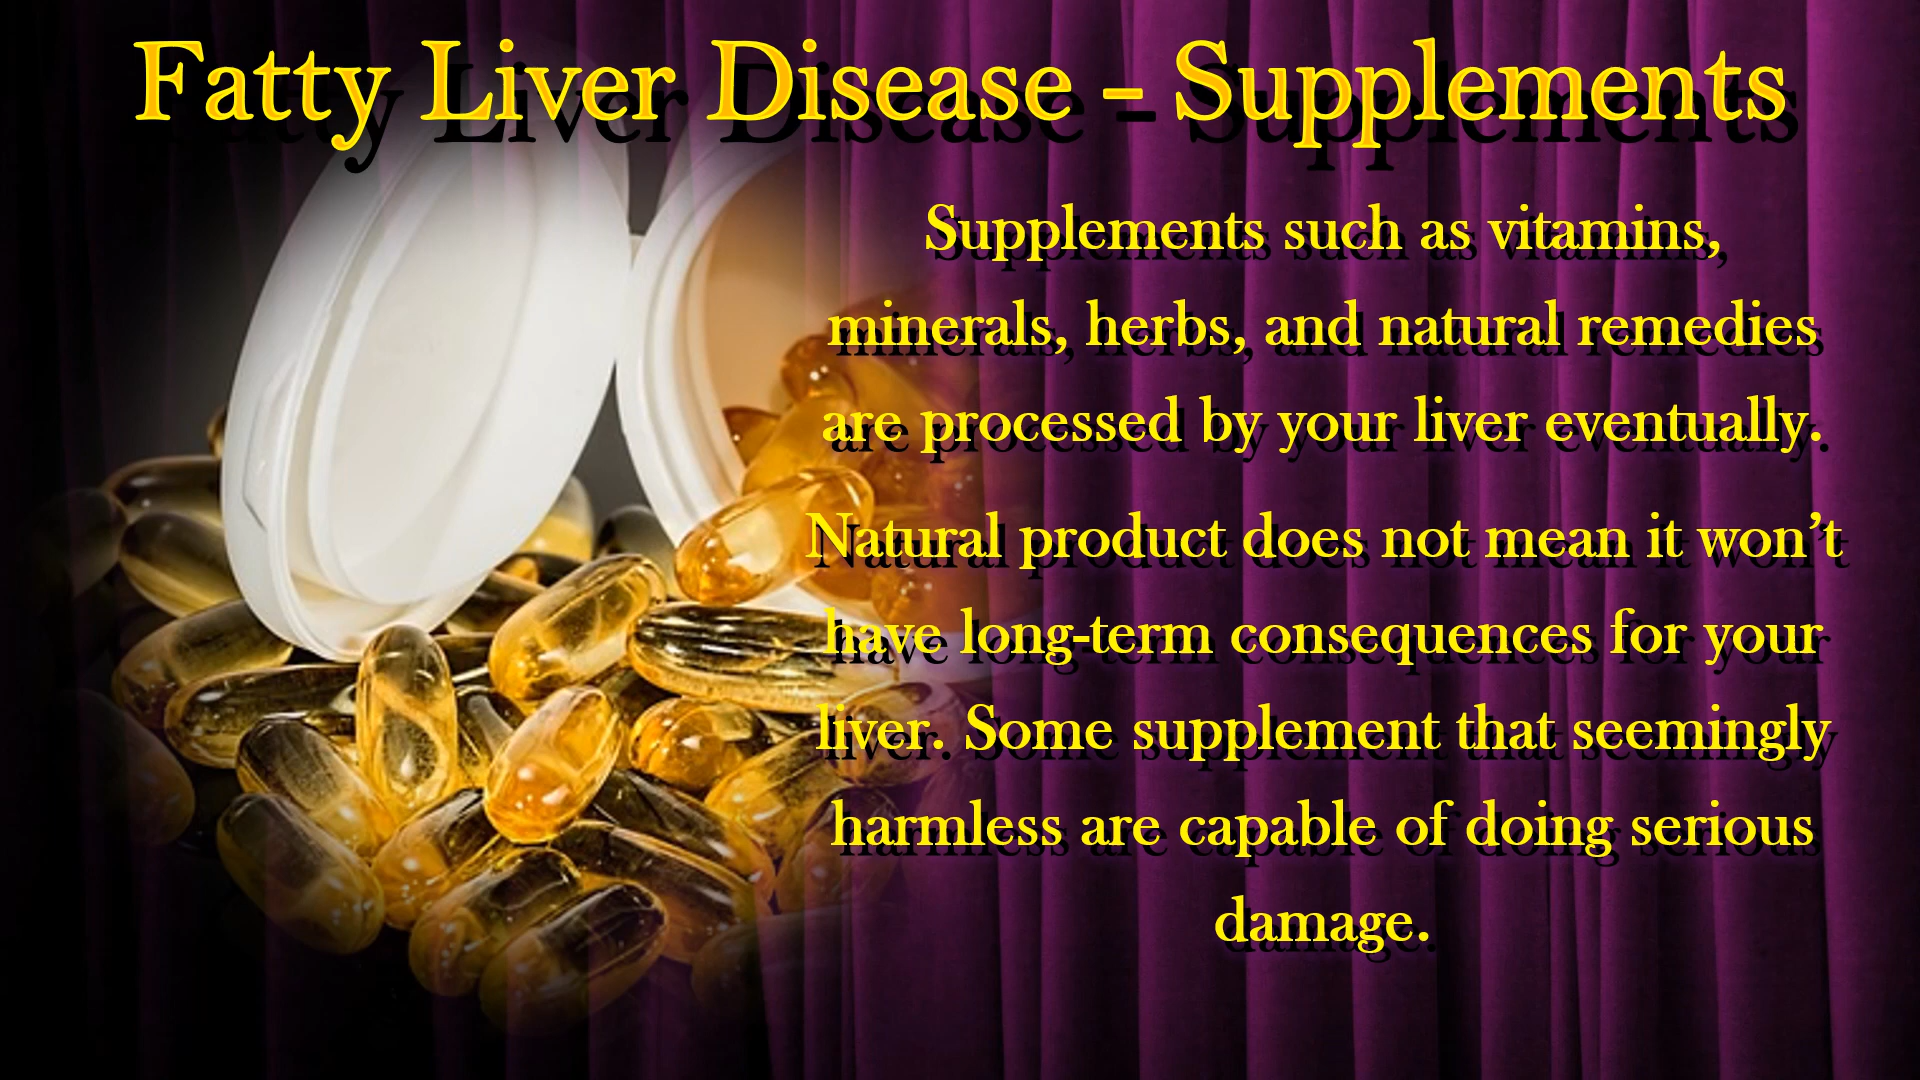 Fatty Liver Disease – Supplements
Supplements such as vitamins,
minerals, herbs, and natural remedies
are processed by your liver eventually.
Natural product does not mean it won’t
have long-term consequences for your
liver. Some supplement that seemingly
harmless are capable of doing serious
damage.